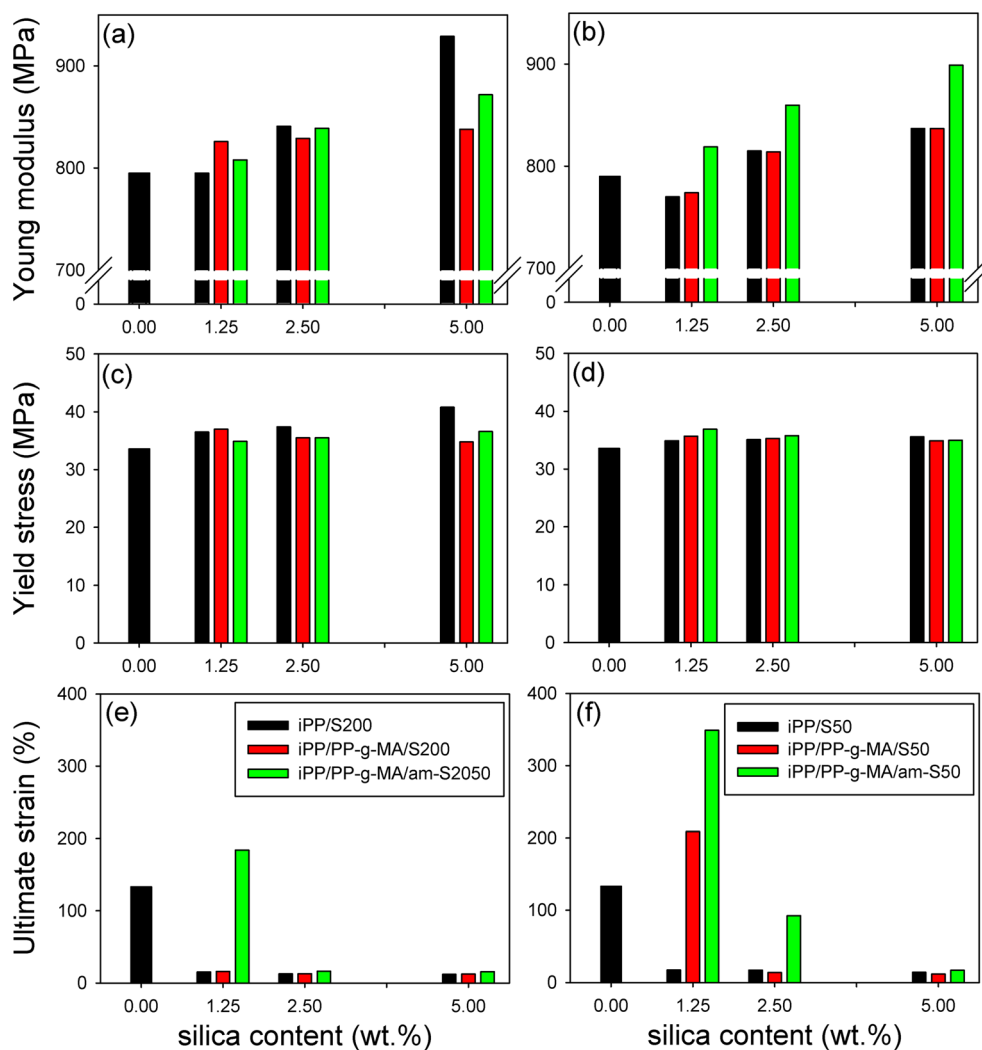 Young modulus (MPa)
(a)
900
800
700
0
0.00 1.25 2.50 5.00
(b)
900
800
700
0
0.00 1.25 2.50 5.00
Yield stress (MPa)
(c)
50
40
30
20
10
0
0.00 1.25 2.50 5.00
(d)
50
40
30
20
10
0
0.00 1.25 2.50 5.00
Ultimate strain (%)
(e)
400
300
200
100
0
iPP/S200
iPP/PP-g-MA/S200
iPP/PP-g-MA/am-S2050
0.00 1.25 2.50 5.00
silica content (wt.%)
(f)
400
300
200
100
0
iPP/S50
iPP/PP-g-MA/S50
iPP/PP-g-MA/am-S50
0.00 1.25 2.50 5.00
silica content (wt.%)